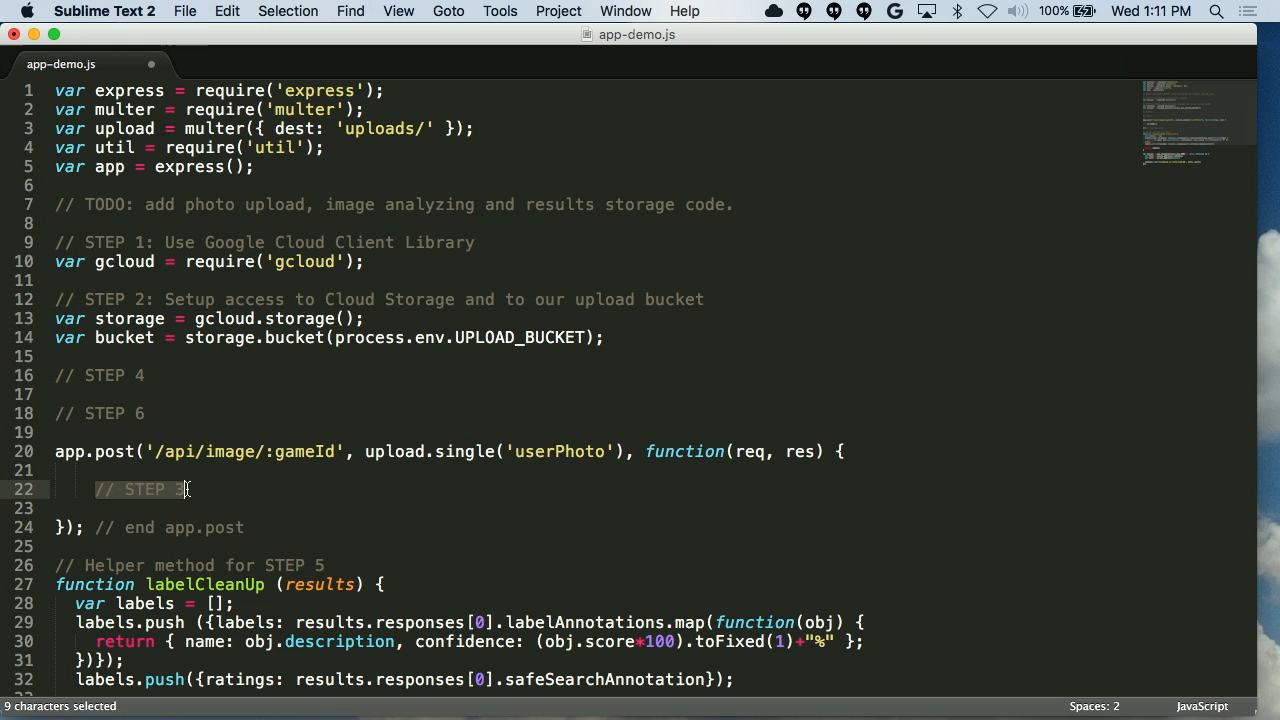 Sublime Text 2 File Edit Selection Find View Goto Tools Project Window Help 100% Wed 1:11 PM
app-demo.js
app-demo.js
1 var express = require('express');
2 var multer = require('multer');
3 var upload = multer({ dest: 'uploads/' });
4 var util = require('util');
5 var app = express();
6
7 // TODO: add photo upload, image analyzing and results storage code.
8
9 // STEP 1: Use Google Cloud Client Library
10 var gcloud = require('gcloud');
11
12 // STEP 2: Setup access to Cloud Storage and to our upload bucket
13 var storage = gcloud.storage();
14 var bucket = storage.bucket(process.env.UPLOAD_BUCKET);
15
16 // STEP 4
17
18 // STEP 6
19
20 app.post('/api/image/:gameId', upload.single('userPhoto'), function(req, res) {
21
22 // STEP 3
23
24 }); // end app.post
25
26 // Helper method for STEP 5
27 function labelCleanUp (results) {
28 var labels = [];
29 labels.push ({labels: results.responses[0].labelAnnotations.map(function(obj) {
30 return { name: obj.description, confidence: (obj.score*100).toFixed(1)+"%" };
31 })});
32 labels.push({ratings: results.responses[0].safeSearchAnnotation});
9 characters selected Spaces: 2 JavaScript